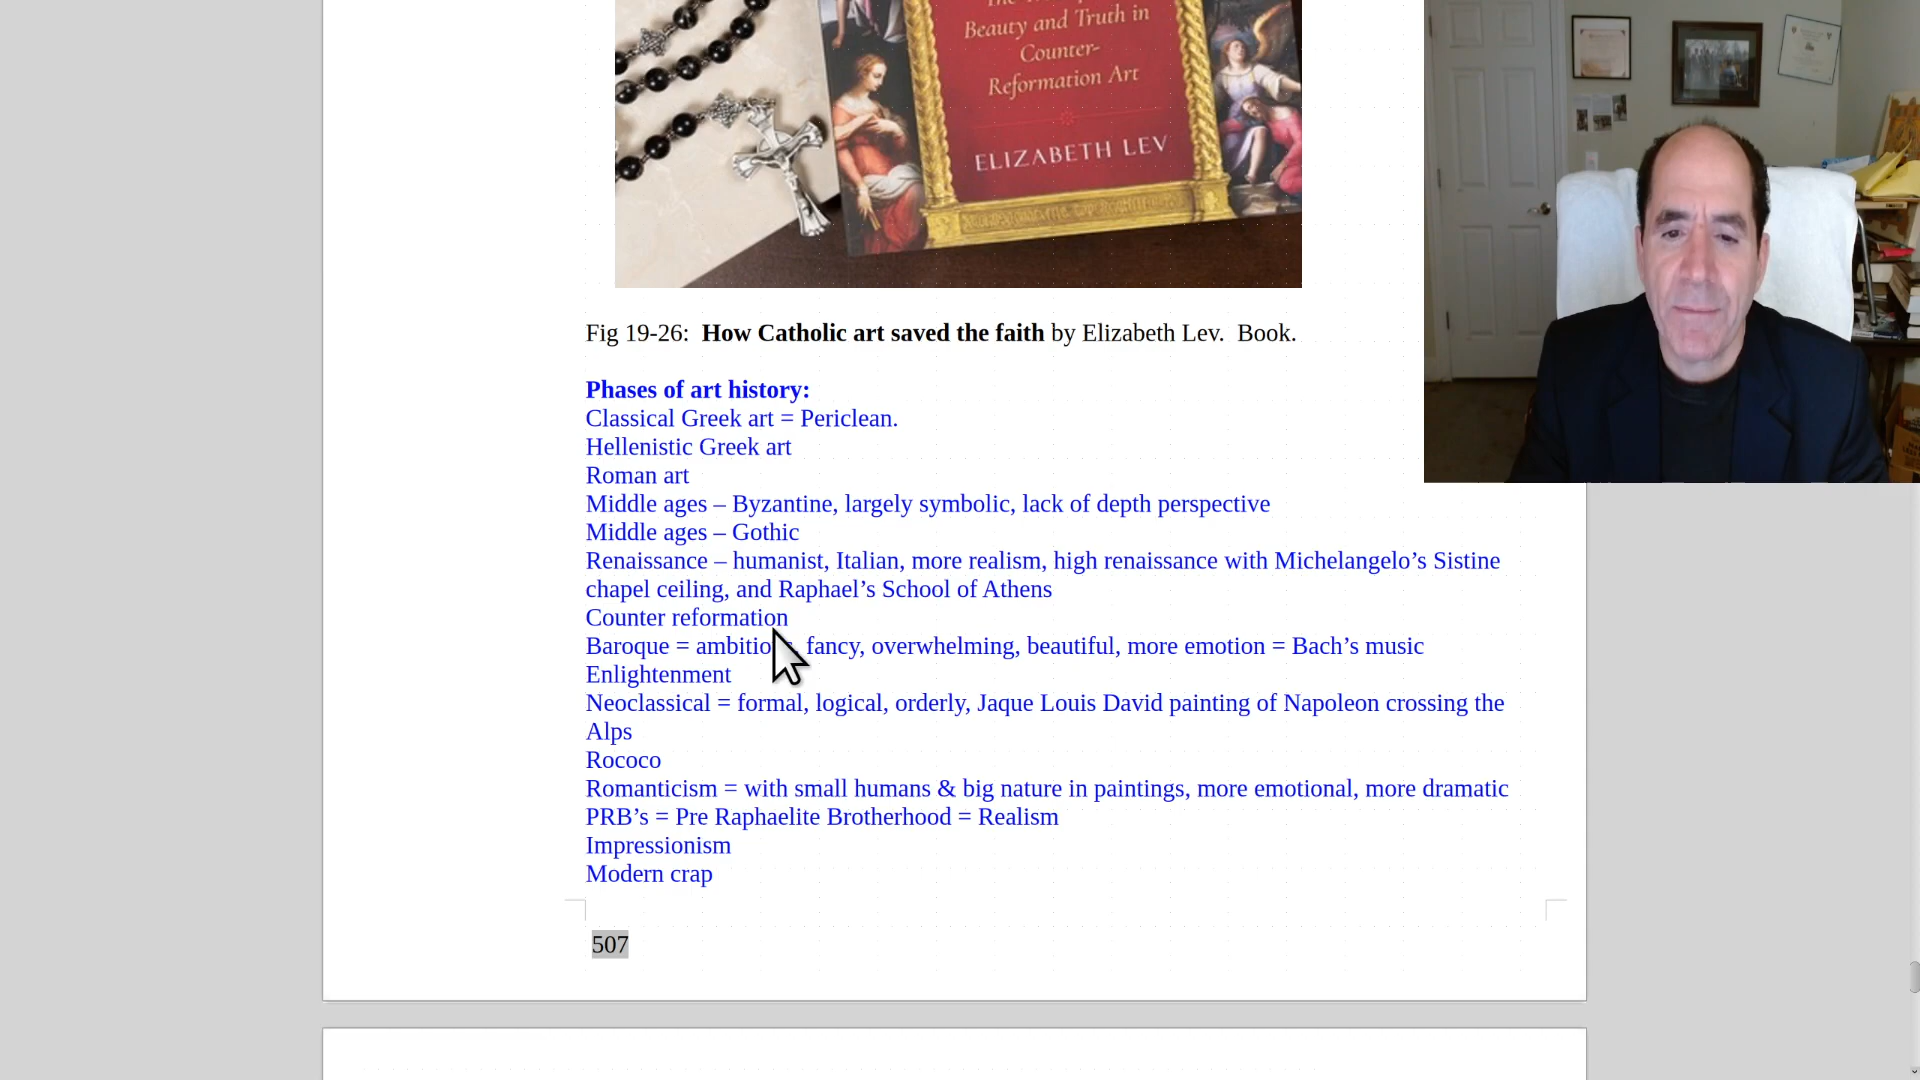 Beauty and Truth in
Counter-
Reformation Art
ELIZABETH LEV
Fig 19-26:  How Catholic art saved the faith by Elizabeth Lev.  Book.
Phases of art history:
Classical Greek art = Periclean.
Hellenistic Greek art
Roman art
Middle ages – Byzantine, largely symbolic, lack of depth perspective
Middle ages – Gothic
Renaissance – humanist, Italian, more realism, high renaissance with Michelangelo’s Sistine
chapel ceiling, and Raphael’s School of Athens
Counter reformation
Baroque = fancy, overwhelming, beautiful, more emotion = Bach’s music
Enlightenment
Neoclassical = formal, logical, orderly, Jaque Louis David painting of Napoleon crossing the
Alps
Rococo
Romanticism = with small humans & big nature in paintings, more emotional, more dramatic
PRB’s = Pre Raphaelite Brotherhood = Realism
Impressionism
Modern crap
507